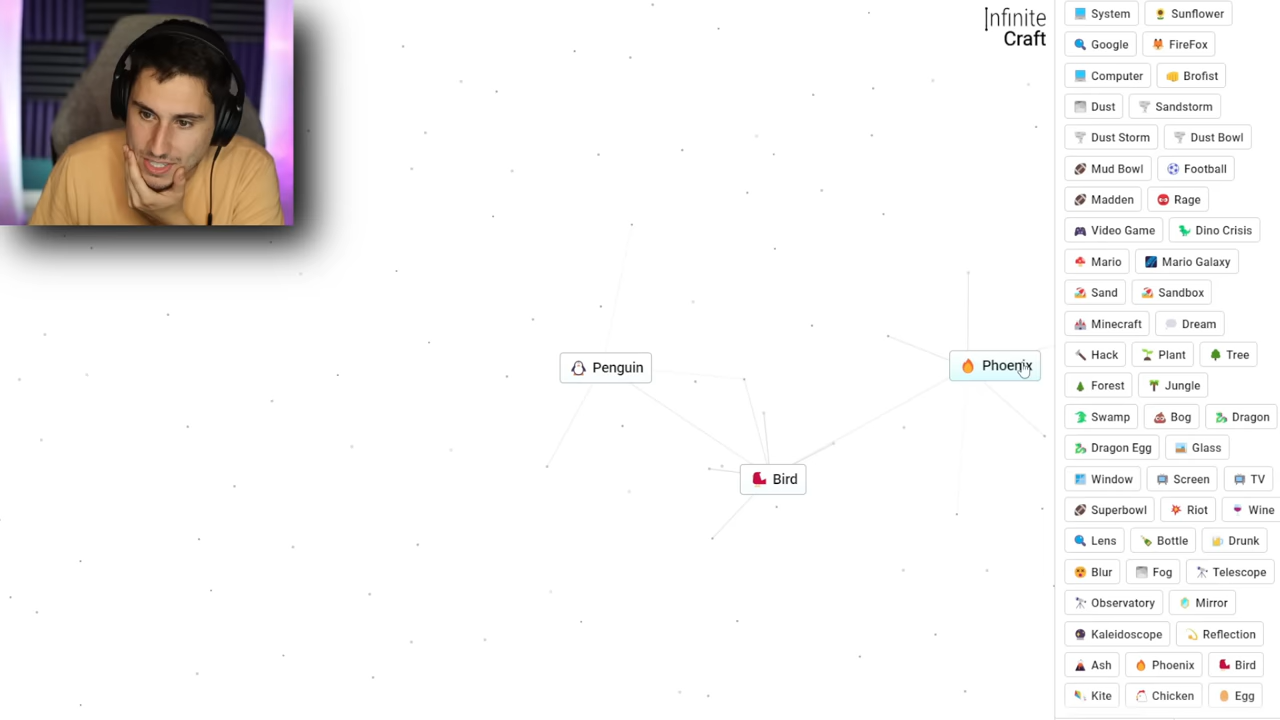 Infinite
Craft
System Sunflower
Google FireFox
Computer Brofist
Dust Sandstorm
Dust Storm Dust Bowl
Mud Bowl Football
Madden Rage
Video Game Dino Crisis
Mario Mario Galaxy
Sand Sandbox
Minecraft Dream
Hack Plant Tree
Forest Jungle
Swamp Bog Dragon
Dragon Egg Glass
Window Screen TV
Superbowl Riot Wine
Lens Bottle Drunk
Blur Fog Telescope
Observatory Mirror
Kaleidoscope Reflection
Ash Phoenix Bird
Kite Chicken Egg
Penguin
Phoenix
Bird